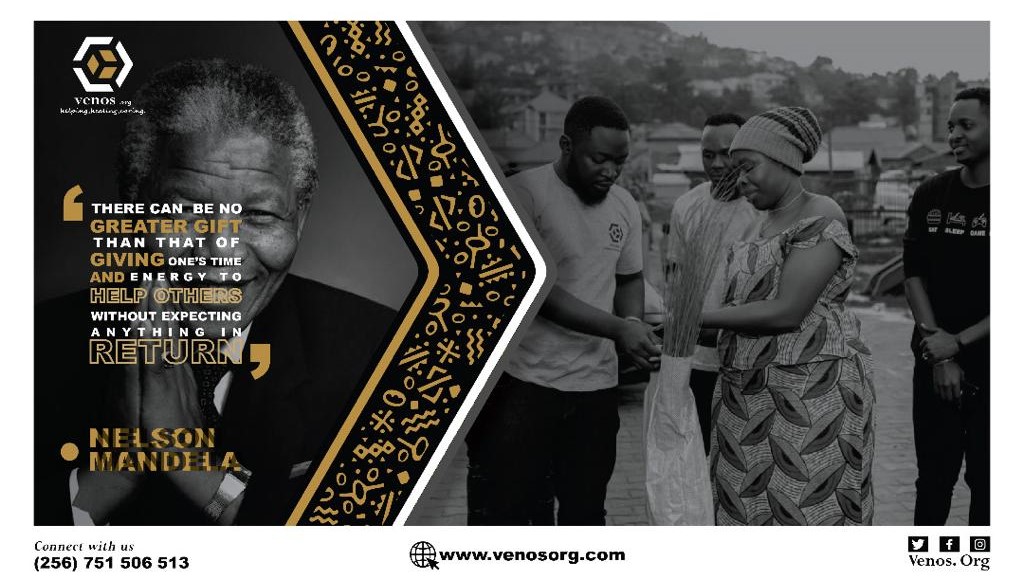 venos .org
helping.healing.caring.
THERE CAN BE NO
GREATER GIFT
THAN THAT OF
GIVING ONE'S TIME
AND ENERGY TO
HELP OTHERS
WITHOUT EXPECTING
ANYTHING IN
RETURN
NELSON
MANDELA
EAT SLEEP GAME
Connect with us
(256) 751 506 513
www.venosorg.com
Venos. Org